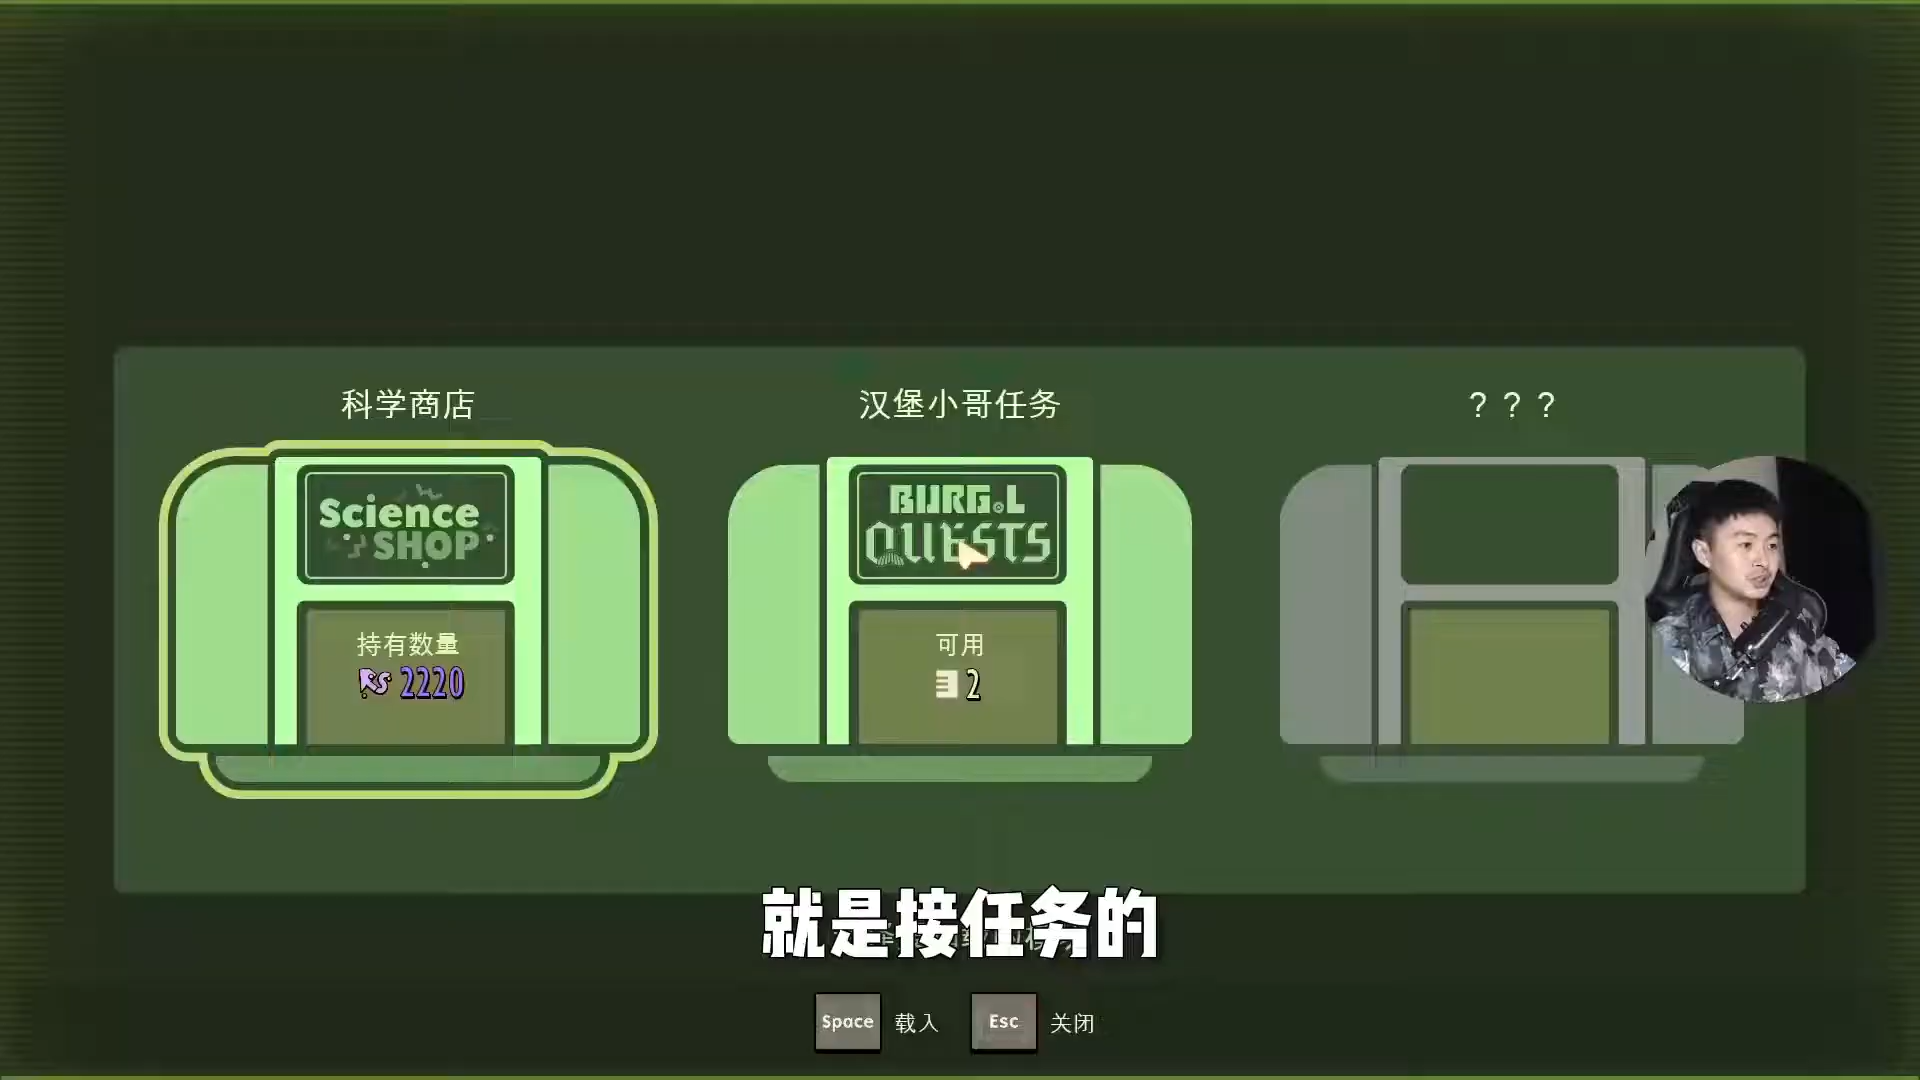 科学商店
汉堡小哥任务
？？？
Science
SHOP
BURG.L
QUESTS
持有数量
RS 2220
可用
2
就是接任务的
Space 载入
Esc 关闭